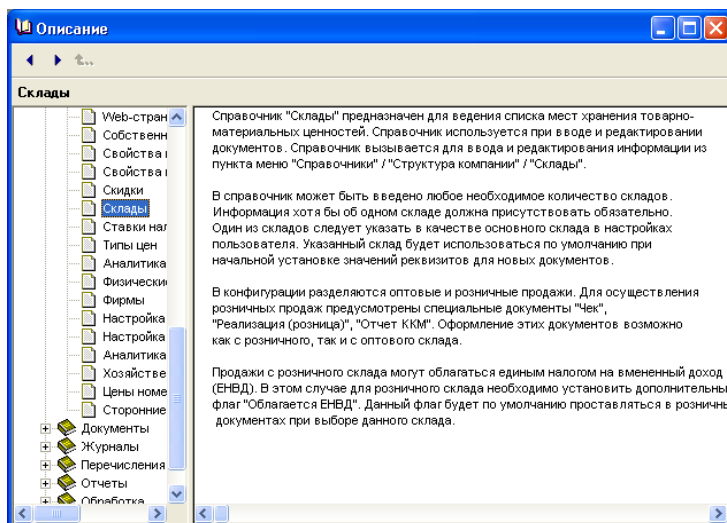 Описание
Склады
Web-стран
Собственн
Свойства
Свойства
Скидки
Склады
Ставки нал
Типы цен
Аналитика
Физически
Фирмы
Настройка
Настройка
Аналитика
Хозяйстве
Цены номе
Сторонние
Документы
Журналы
Перечисления
Отчеты
Обработка
Справочник "Склады" предназначен для ведения списка мест хранения товарно-
материальных ценностей. Справочник используется при вводе и редактировании
документов. Справочник вызывается для ввода и редактирования информации из
пункта меню "Справочники" / "Структура компании" / "Склады".
В справочник может быть введено любое необходимое количество складов.
Информация хотя бы об одном складе должна присутствовать обязательно.
Один из складов следует указать в качестве основного склада в настройках
пользователя. Указанный склад будет использоваться по умолчанию при
начальной установке значений реквизитов для новых документов.
В конфигурации разделяются оптовые и розничные продажи. Для осуществления
розничных продаж предусмотрены специальные документы "Чек",
"Реализация (розница)", "Отчет ККМ". Оформление этих документов возможно
как с розничного, так и с оптового склада.
Продажи с розничного склада могут облагаться единым налогом на вмененный доход
(ЕНВД). В этом случае для розничного склада необходимо установить дополнительны
флаг "Облагается ЕНВД". Данный флаг будет по умолчанию проставляться в розничн
документах при выборе данного склада.